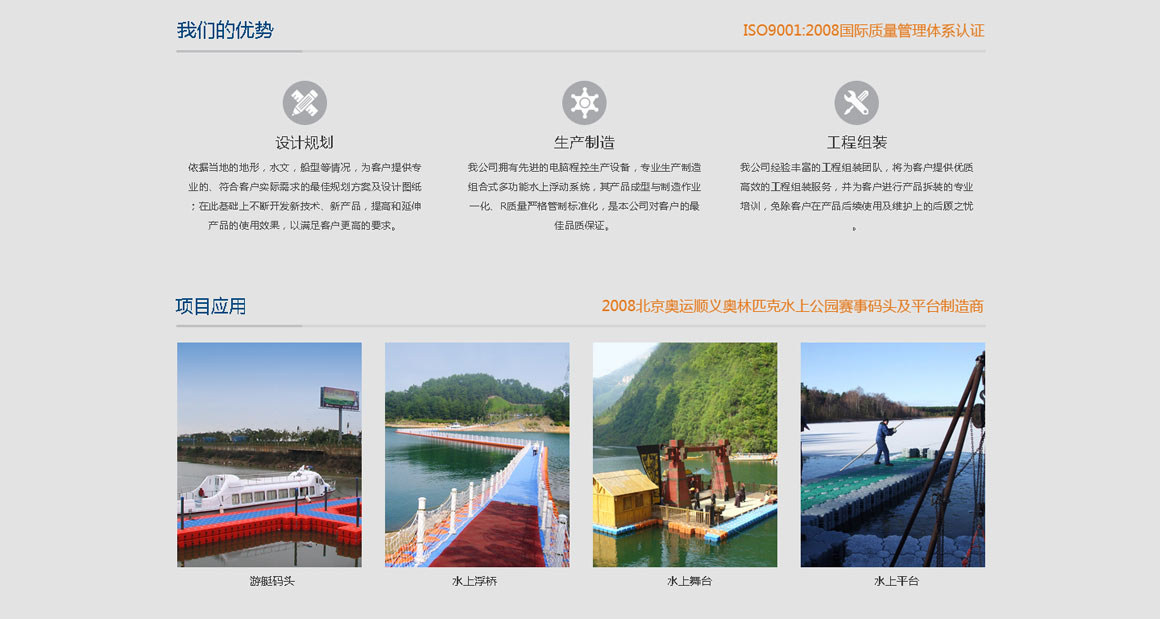 我们的优势
ISO9001:2008国际质量管理体系认证
设计规划
生产制造
工程组装
依据当地的地形，水文，船型等情况，为客户提供专
业的、符合客户实际需求的最佳规划方案及设计图纸
；在此基础上不断开发新技术、新产品，提高和延伸
产品的使用效果，以满足客户更高的要求。
我公司拥有先进的电脑程控生产设备，专业生产制造
组合式多功能水上浮动系统，其产品成型与制造作业
一化、R质量严格管制标准化，是本公司对客户的最
佳品质保证。
我公司经验丰富的工程组装团队，将为客户提供优质
高效的工程组装服务，并为客户进行产品拆装的专业
培训，免除客户在产品后续使用及维护上的后顾之忧
。
项目应用
2008北京奥运顺义奥林匹克水上公园赛事码头及平台制造商
游艇码头
水上浮桥
水上舞台
水上平台